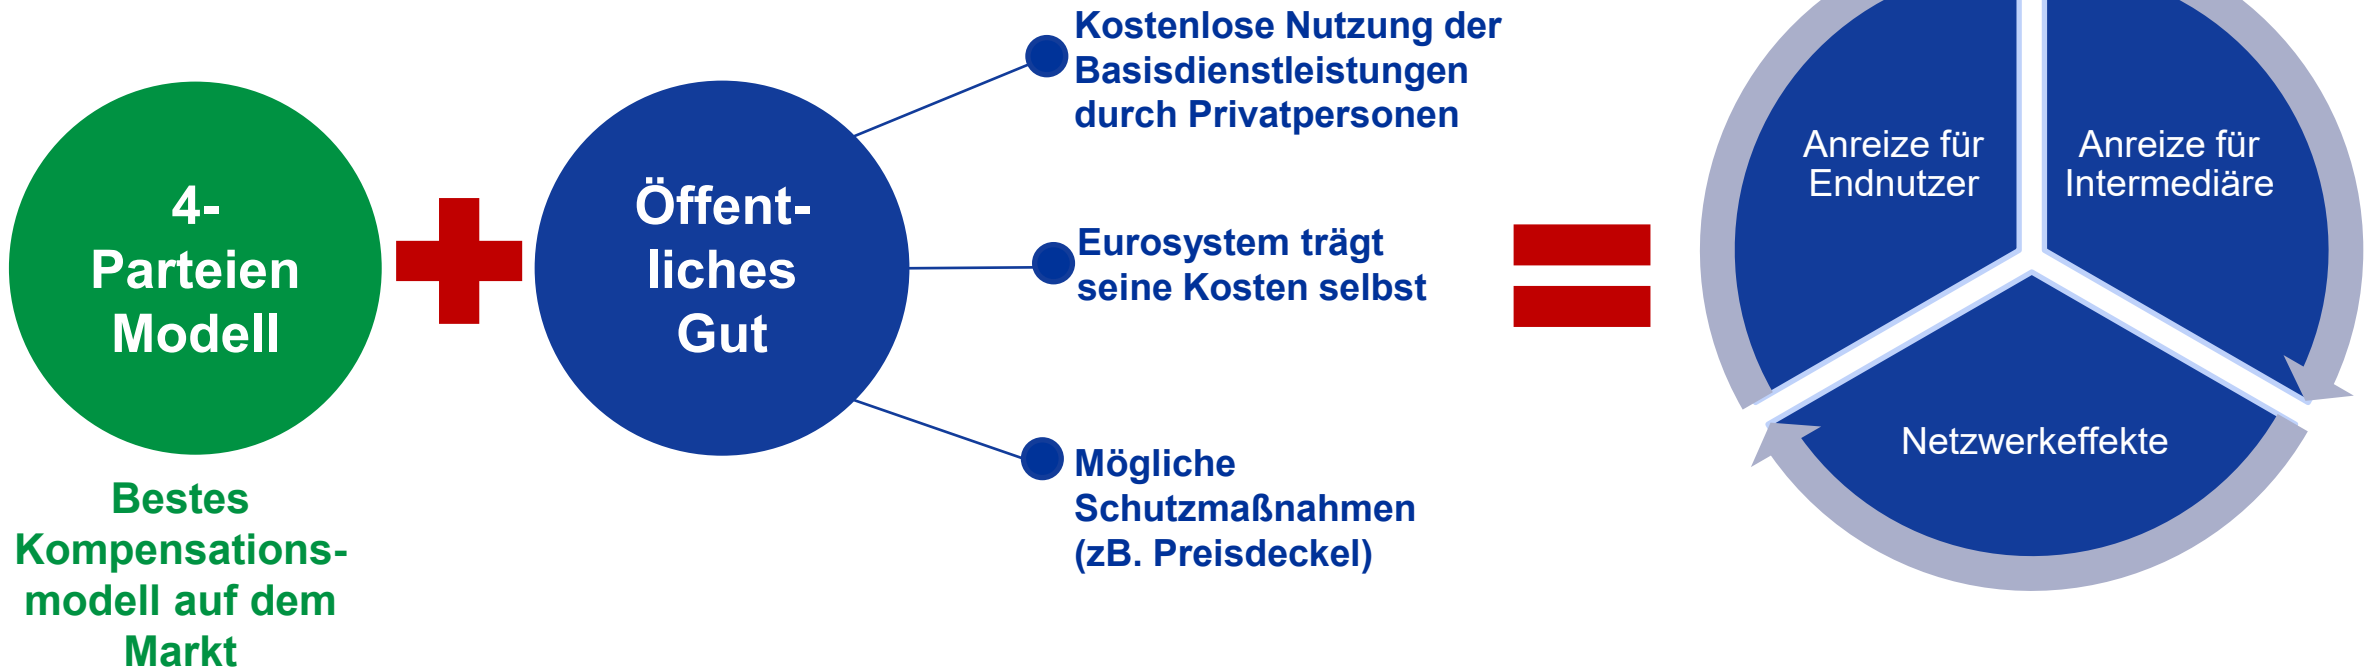 4-
Parteien
Modell
Bestes
Kompensations-
modell auf dem
Markt
Öffent-
liches
Gut
Kostenlose Nutzung der
Basisdienstleistungen
durch Privatpersonen
Eurosystem trägt
seine Kosten selbst
Mögliche
Schutzmaßnahmen
(zB. Preisdeckel)
Anreize für
Endnutzer
Anreize für
Intermediäre
Netzwerkeffekte